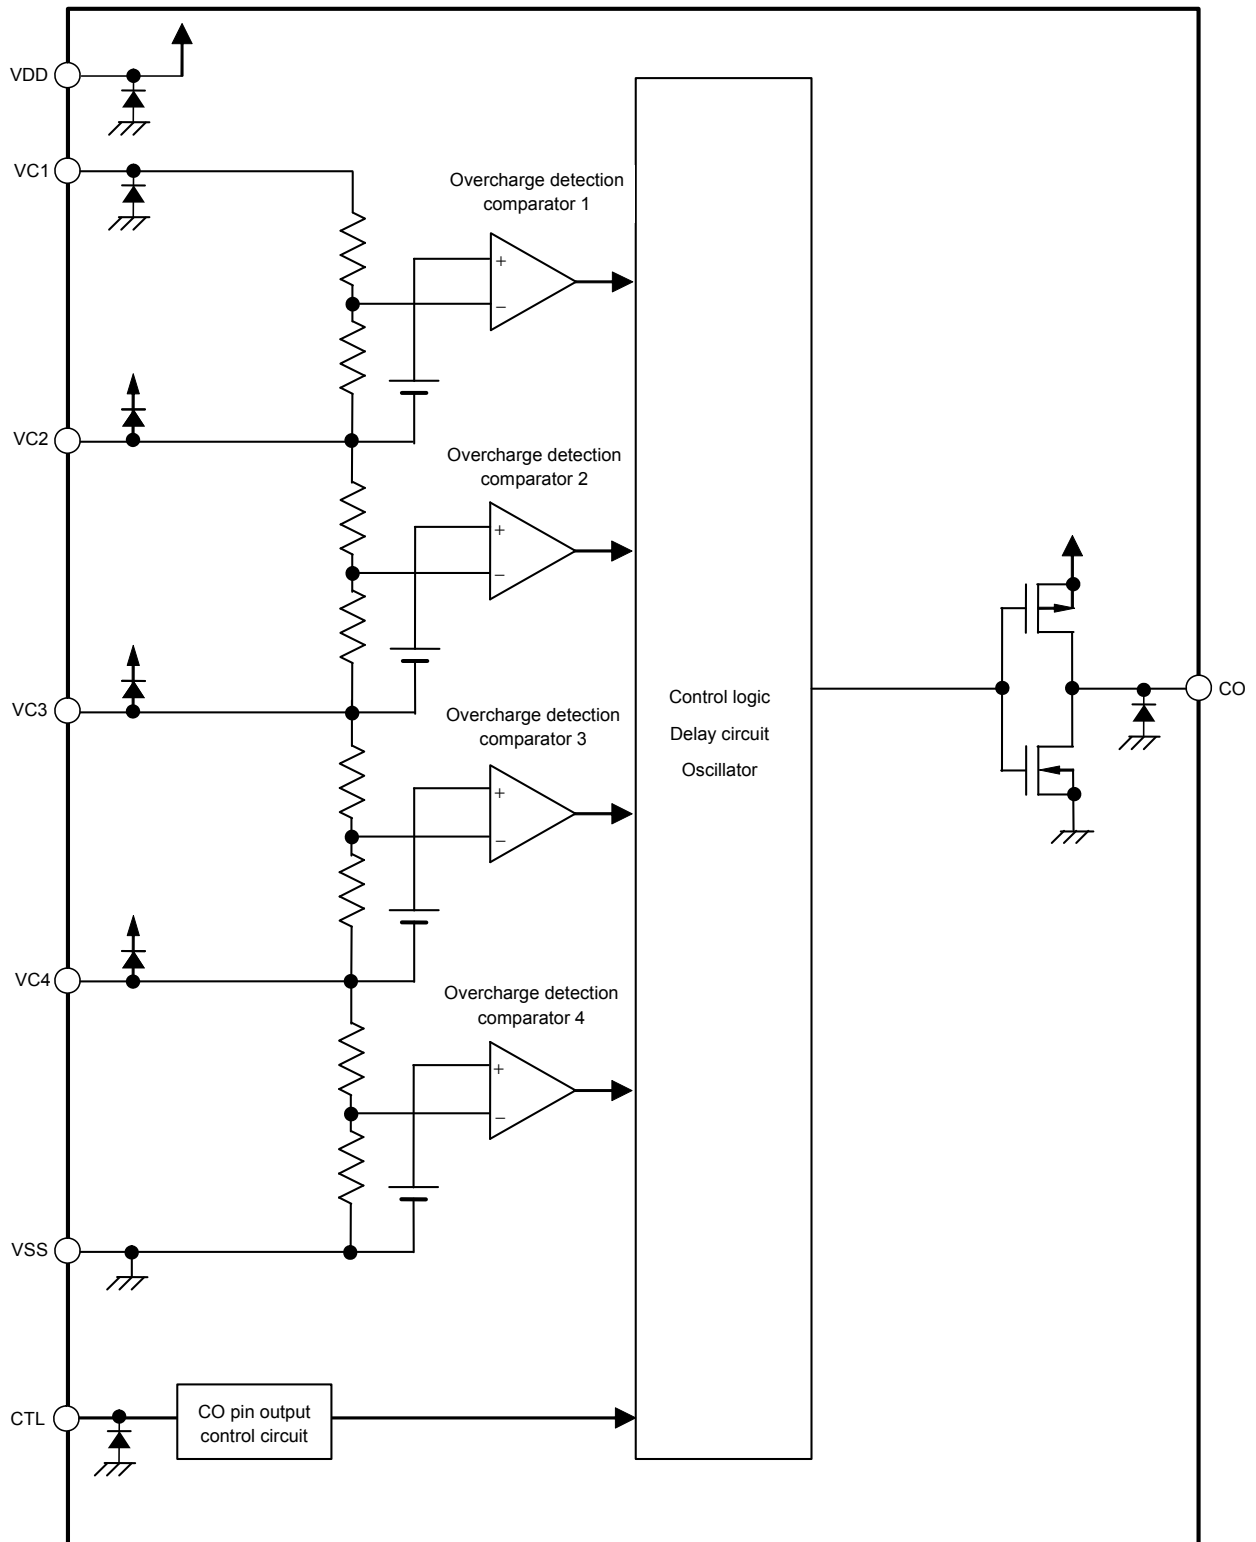 VDD
VC1
Overcharge detection
comparator 1
+
−
VC2
Overcharge detection
comparator 2
+
−
VC3
Overcharge detection
comparator 3
+
−
Control logic
Delay circuit
Oscillator
CO
VC4
Overcharge detection
comparator 4
+
−
VSS
CTL
CO pin output
control circuit